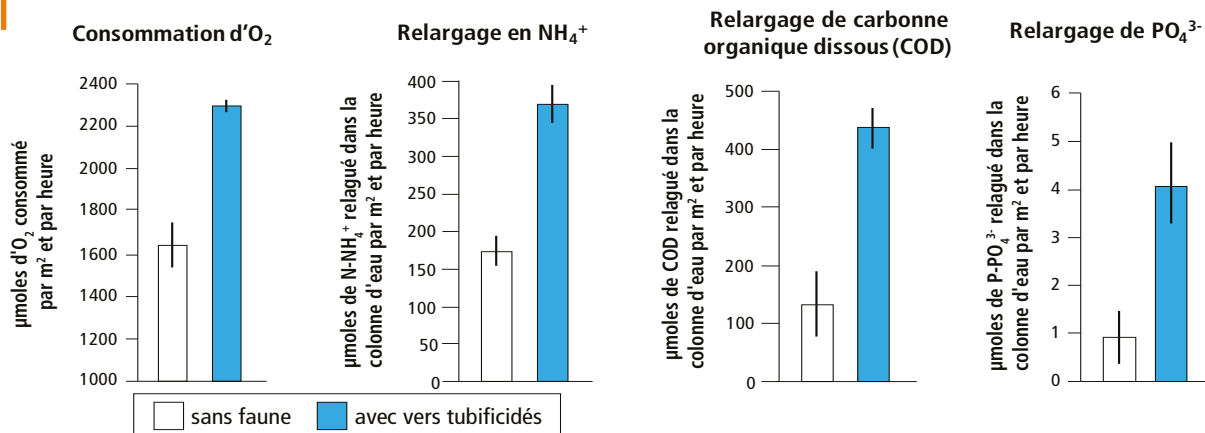 Consommation d'O₂
µmoles d'O₂ consommé
par m² et par heure
2400
2200
2000
1800
1600
1400
1200
1000
Relargage en NH₄⁺
µmoles de N-NH₄⁺ relagué dans la
colonne d'eau par m² et par heure
400
350
300
250
200
150
100
50
0
Relargage de carbonne
organique dissous (COD)
µmoles de COD relagué dans la
colonne d'eau par m² et par heure
500
400
300
200
100
0
Relargage de PO₄³⁻
µmoles de P-PO₄³⁻ relagué dans la
colonne d'eau par m² et par heure
6
5
4
3
2
1
0
sans faune
avec vers tubificidés